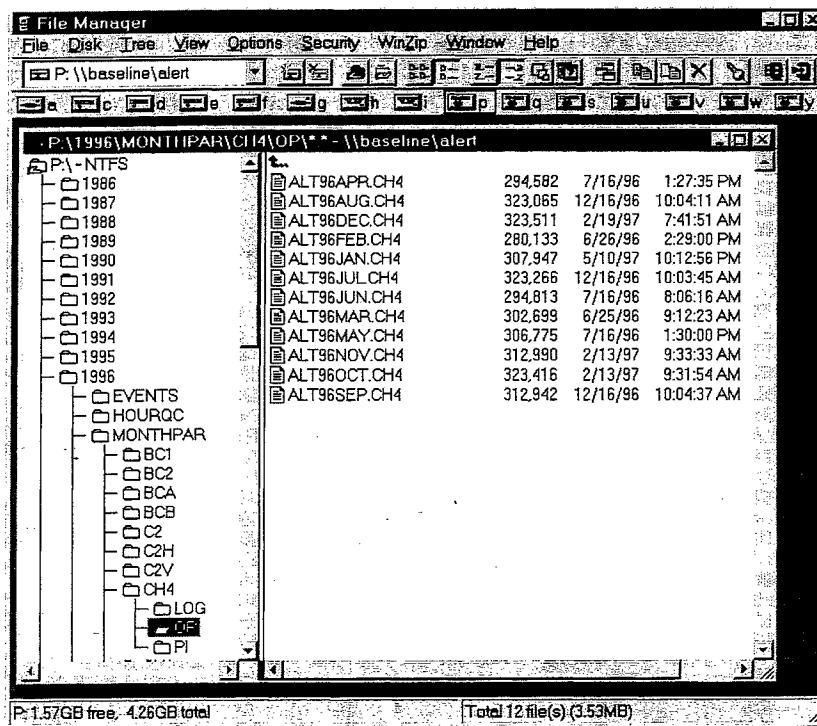 File Manager
File Disk Tree View Options Security WinZip Window Help
P: \\baseline\alert
a c d e f g h i p q s u v w y
P:\1996\MONTHPAR\CH4\OP\*.* - \\baseline\alert
P:\ - NTFS
1986
1987
1988
1989
1990
1991
1992
1993
1994
1995
1996
EVENTS
HOURQC
MONTHPAR
BC1
BC2
BCA
BCB
C2
C2H
C2V
CH4
LOG
OP
PI
ALT96APR.CH4 294,582 7/16/96 1:27:35 PM
ALT96AUG.CH4 323,065 12/16/96 10:04:11 AM
ALT96DEC.CH4 323,511 2/19/97 7:41:51 AM
ALT96FEB.CH4 280,133 6/26/96 2:29:00 PM
ALT96JAN.CH4 307,947 5/10/97 10:12:56 PM
ALT96JUL.CH4 323,266 12/16/96 10:03:45 AM
ALT96JUN.CH4 294,813 7/16/96 8:06:16 AM
ALT96MAR.CH4 302,699 6/25/96 9:12:23 AM
ALT96MAY.CH4 306,775 7/16/96 1:30:00 PM
ALT96NOV.CH4 312,990 2/13/97 9:33:33 AM
ALT96OCT.CH4 323,416 2/13/97 9:31:54 AM
ALT96SEP.CH4 312,942 12/16/96 10:04:37 AM
P: 1.57GB free, 4.26GB total
Total 12 file(s) (3.53MB)